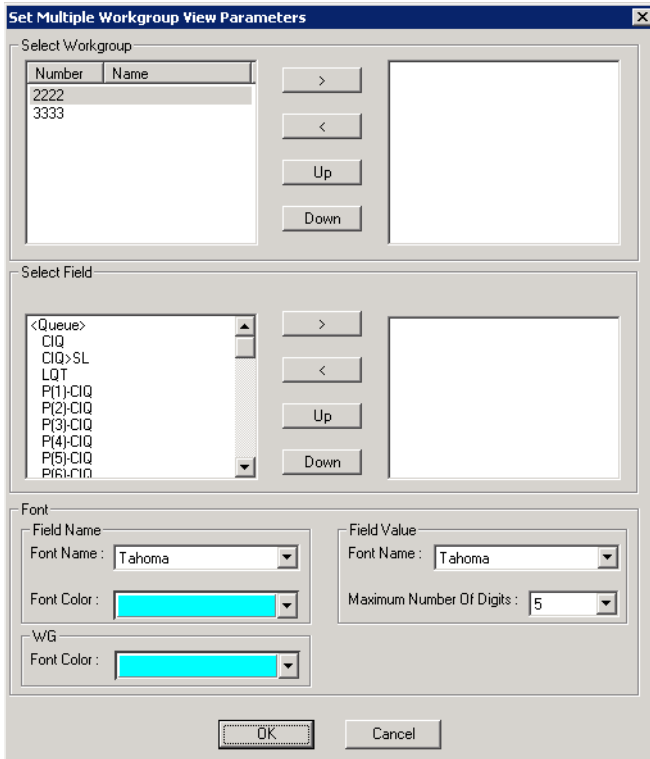 Set Multiple Workgroup View Parameters
Select Workgroup
Number Name
2222
3333
>
<
Up
Down
Select Field
<Queue>
CIQ
CIQ>SL
LQT
P(1)-CIQ
P(2)-CIQ
P(3)-CIQ
P(4)-CIQ
P(5)-CIQ
P(6)-CIQ
>
<
Up
Down
Font
Field Name
Font Name : Tahoma
Font Color :
WG
Font Color :
Field Value
Font Name : Tahoma
Maximum Number Of Digits : 5
OK Cancel